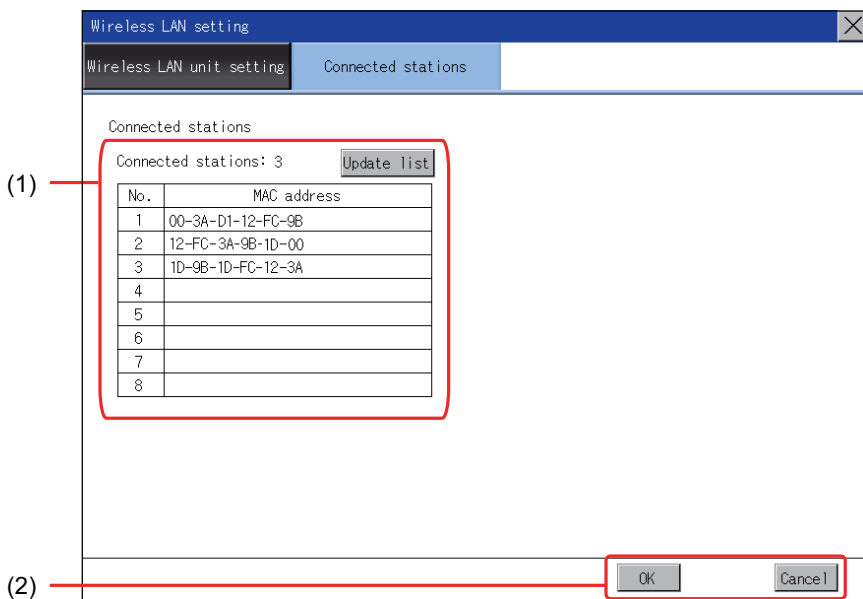 Wireless LAN setting
Wireless LAN unit setting Connected stations
Connected stations
(1) Connected stations: 3 Update list
No. MAC address
1 00-3A-D1-12-FC-9B
2 12-FC-3A-9B-1D-00
3 1D-9B-1D-FC-12-3A
4
5
6
7
8
(2) OK Cancel